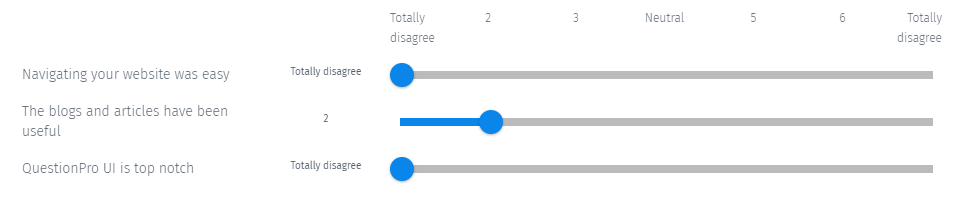 Totally disagree 2 3 Neutral 5 6 Totally disagree
Navigating your website was easy Totally disagree
The blogs and articles have been
useful 2
QuestionPro UI is top notch Totally disagree